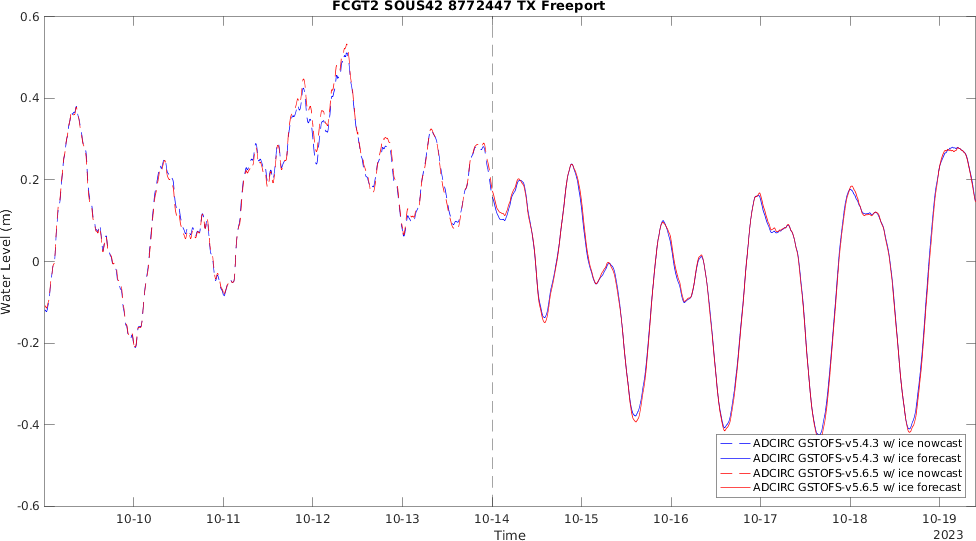 FCGT2 SOUS42 8772447 TX Freeport
Water Level (m)
0.6
0.4
0.2
0
-0.2
-0.4
-0.6
ADCIRC GSTOFS-v5.4.3 w/ ice nowcast
ADCIRC GSTOFS-v5.4.3 w/ ice forecast
ADCIRC GSTOFS-v5.6.5 w/ ice nowcast
ADCIRC GSTOFS-v5.6.5 w/ ice forecast
10-10 10-11 10-12 10-13 10-14 10-15 10-16 10-17 10-18 10-19
Time 2023